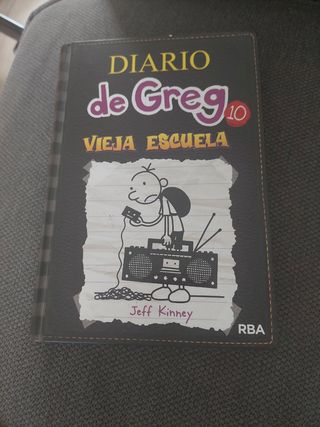 DIARIO
de Greg 10
VIEJA ESCUELA
Jeff Kinney
RBA